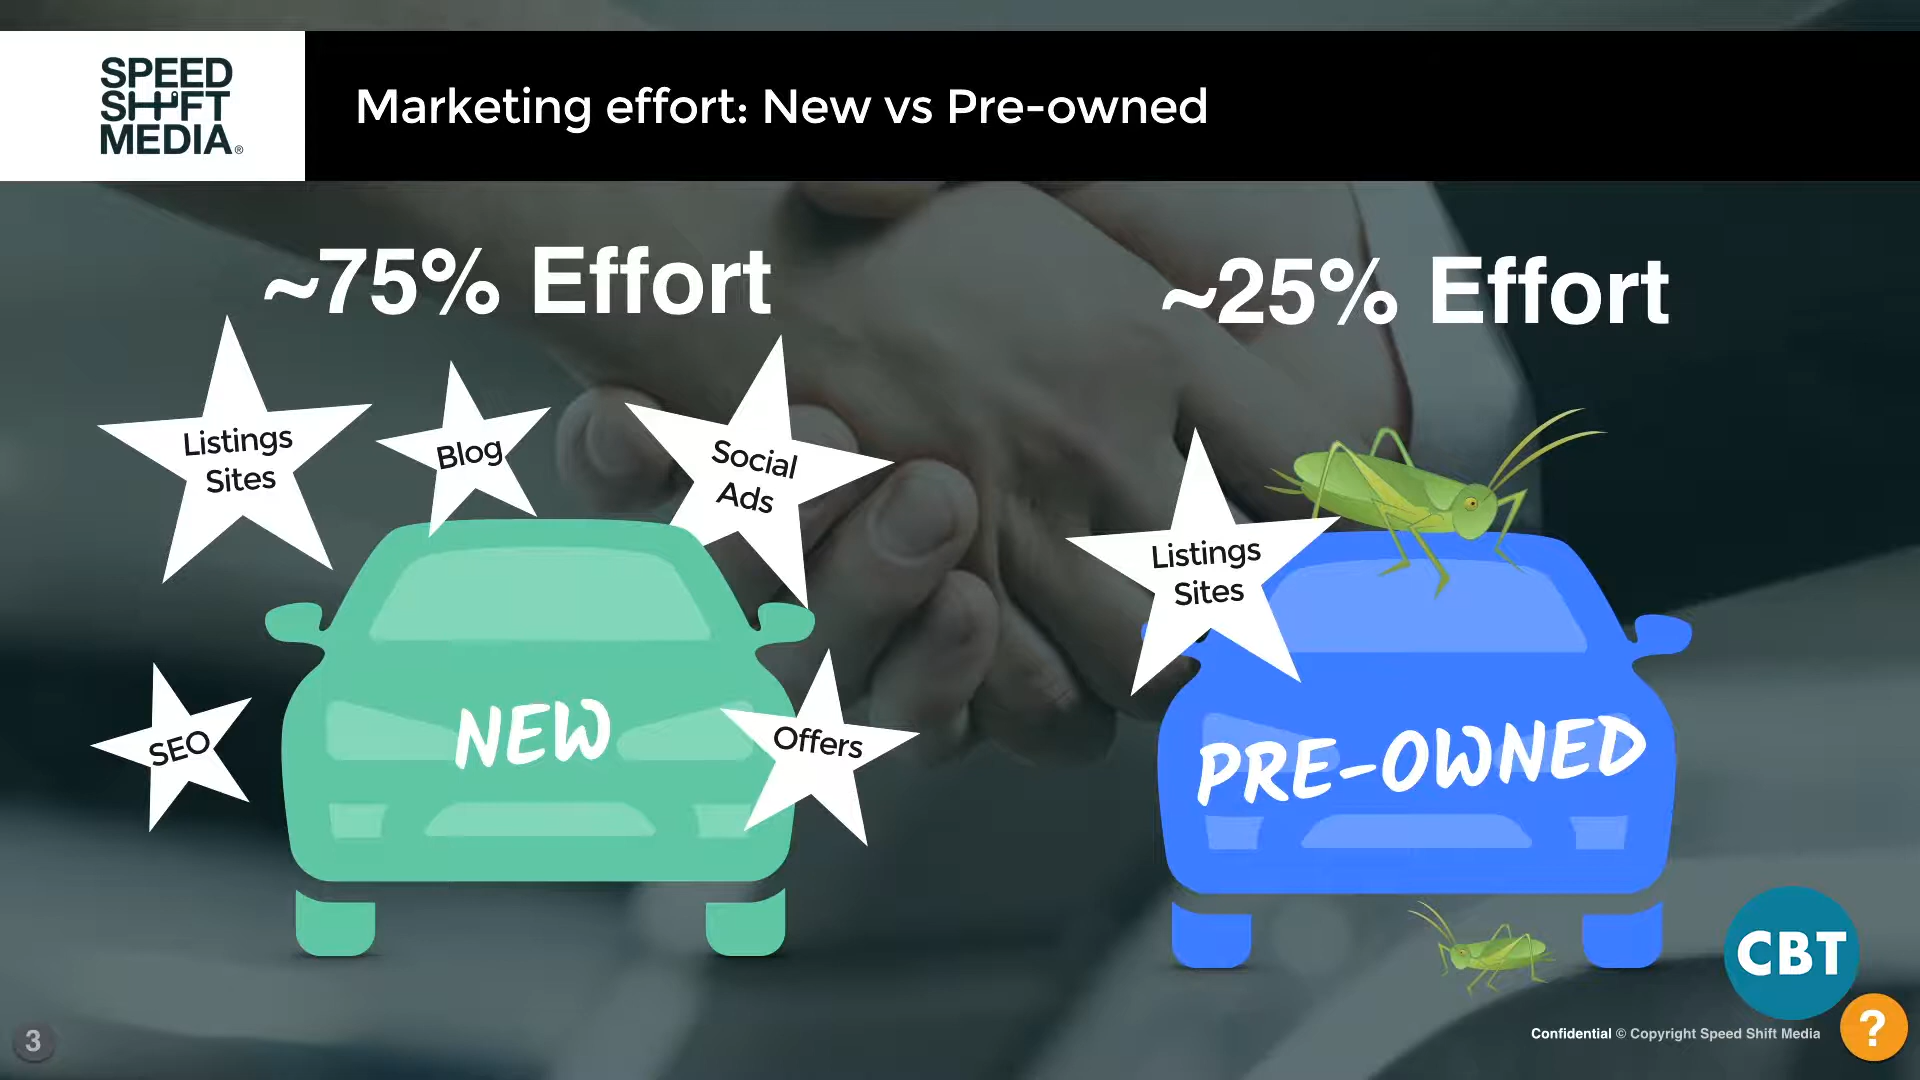 SPEED
SHIFT
MEDIA®
Marketing effort: New vs Pre-owned
~75% Effort
~25% Effort
Listings
Sites
Blog
Social
Ads
SEO
Offers
NEW
Listings
Sites
PRE-OWNED
CBT
Confidential © Copyright Speed Shift Media
?
3